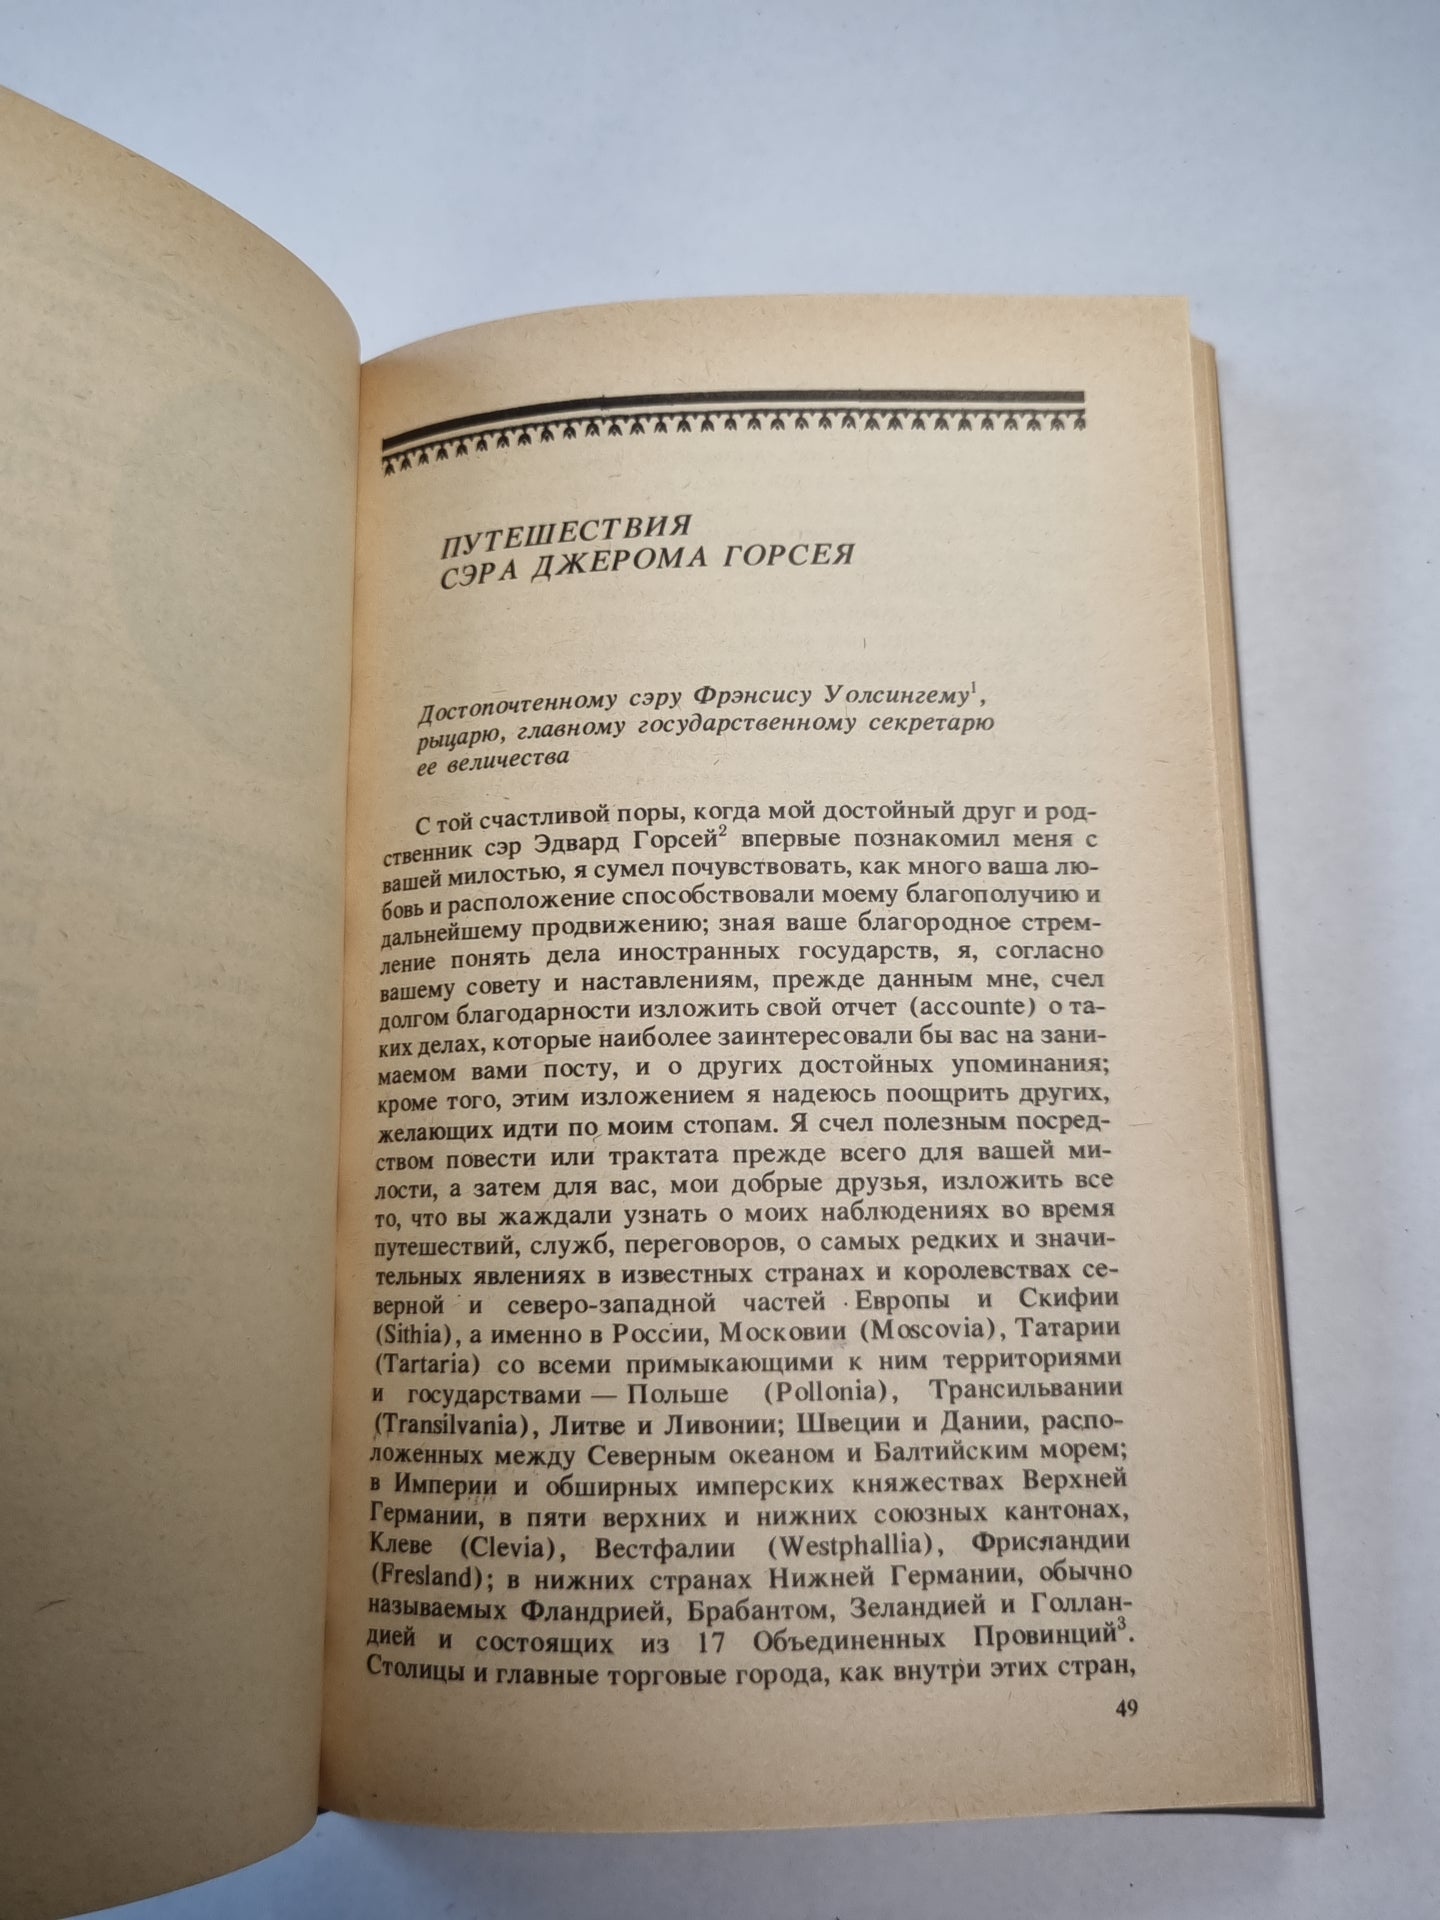 ПУТЕШЕСТВИЯ
СЭРА ДЖЕРОМА ГОРСЕЯ
Достопочтенному сэру Фрэнсису Уолсингему¹,
рыцарю, главному государственному секретарю
ее величества
С той счастливой поры, когда мой достойный друг и род-
ственник сэр Эдвард Горсей² впервые познакомил меня с
вашей милостью, я сумел почувствовать, как много ваша лю-
бовь и расположение способствовали моему благополучию и
дальнейшему продвижению; зная ваше благородное стрем-
ление понять дела иностранных государств, я, согласно
вашему совету и наставлениям, прежде данным мне, счел
долгом благодарности изложить свой отчет (accounte) о та-
ких делах, которые наиболее заинтересовали бы вас на зани-
маемом вами посту, и о других достойных упоминания;
кроме того, этим изложением я надеюсь поощрить других,
желающих идти по моим стопам. Я счел полезным посред-
ством повести или трактата прежде всего для вашей ми-
лости, а затем для вас, мои добрые друзья, изложить все
то, что вы жаждали узнать о моих наблюдениях во время
путешествий, служб, переговоров, о самых редких и значи-
тельных явлениях в известных странах и королевствах се-
верной и северо-западной частей Европы и Скифии
(Sithia), а именно в России, Московии (Moscovia), Татарии
(Tartaria) со всеми примыкающими к ним территориями
и государствами — Польше (Pollonia), Трансильвании
(Transilvania), Литве и Ливонии; Швеции и Дании, распо-
ложенных между Северным океаном и Балтийским морем;
в Империи и обширных имперских княжествах Верхней
Германии, в пяти верхних и нижних союзных кантонах,
Клеве (Clevia), Вестфалии (Westphallia), Фрисландии
(Fresland); в нижних странах Нижней Германии, обычно
называемых Фландрией, Брабантом, Зеландией и Голлан-
дией и состоящих из 17 Объединенных Провинций³.
Столицы и главные торговые города, как внутри этих стран,
49